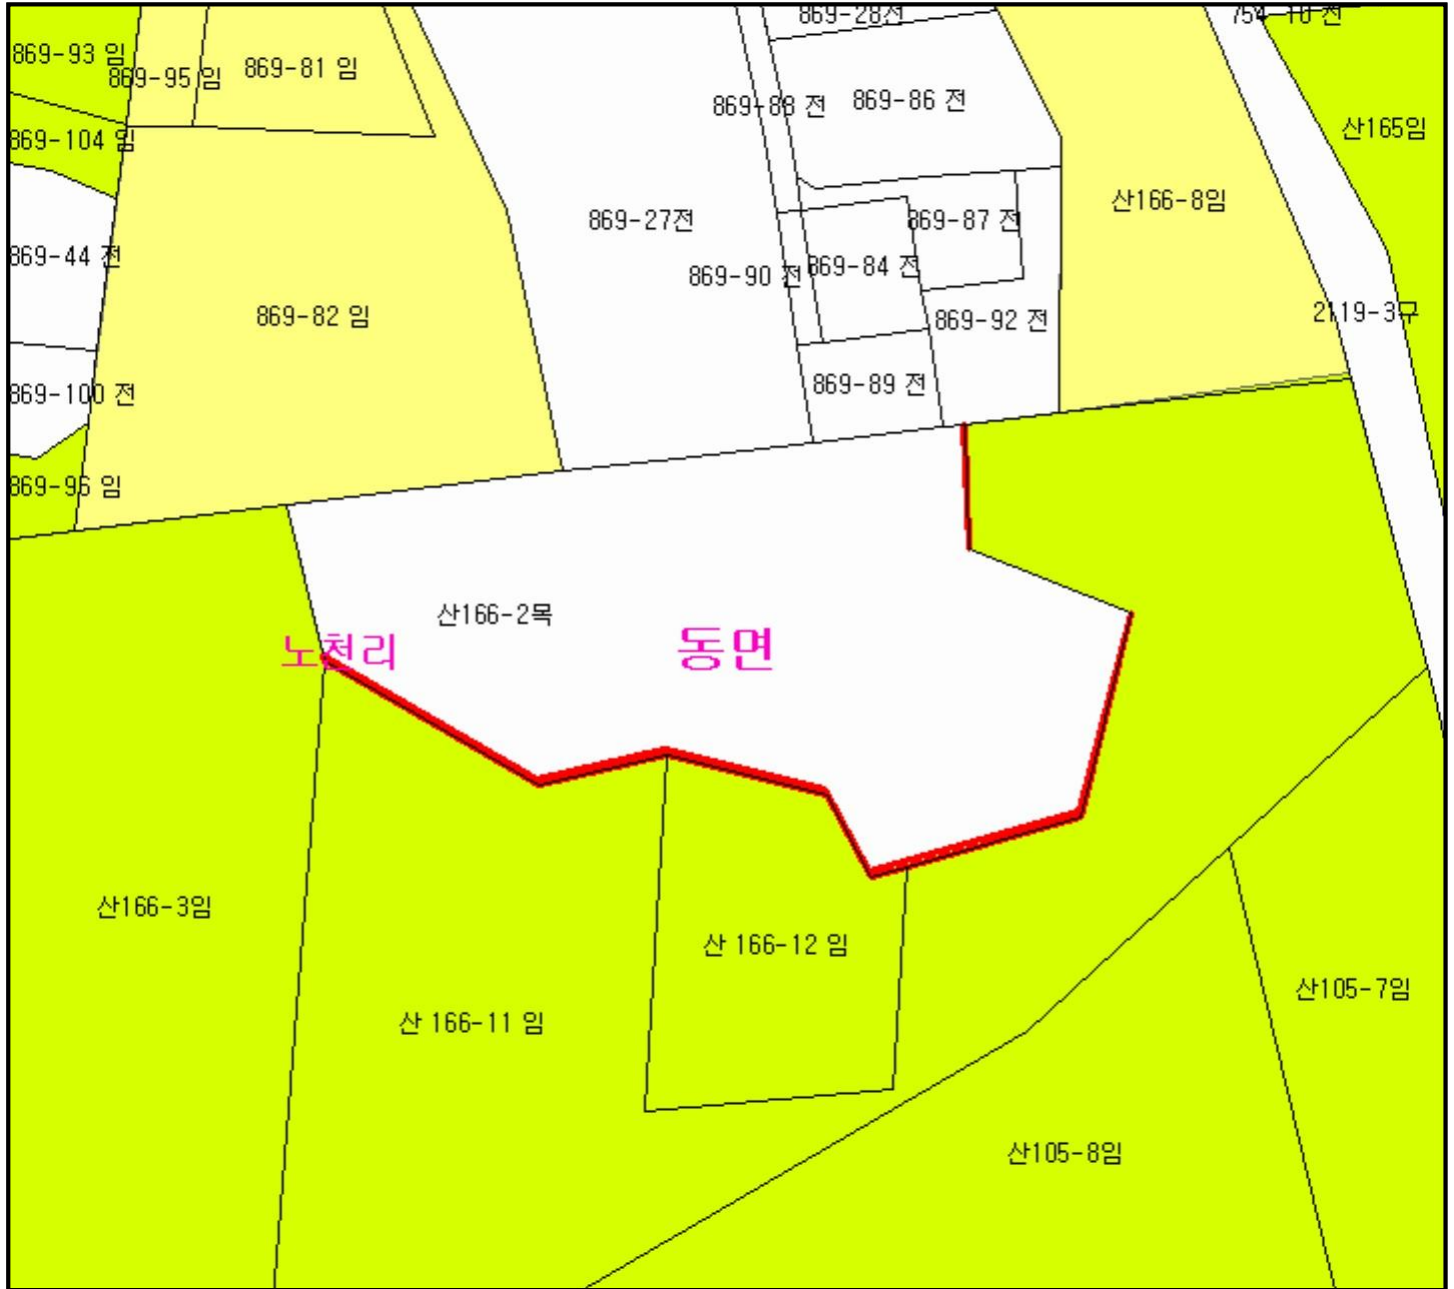 869-28전
754-10 전
869-93 임
869-95 임
869-81 임
869-88 전
869-86 전
869-104 임
산165임
869-27전
869-87 전
산166-8임
869-44 전
869-90 전
869-84 전
869-82 임
869-92 전
2119-3구
869-100 전
869-89 전
869-96 임
산166-2목
노천리
동면
산166-3임
산 166-12 임
산 166-11 임
산105-7임
산105-8임